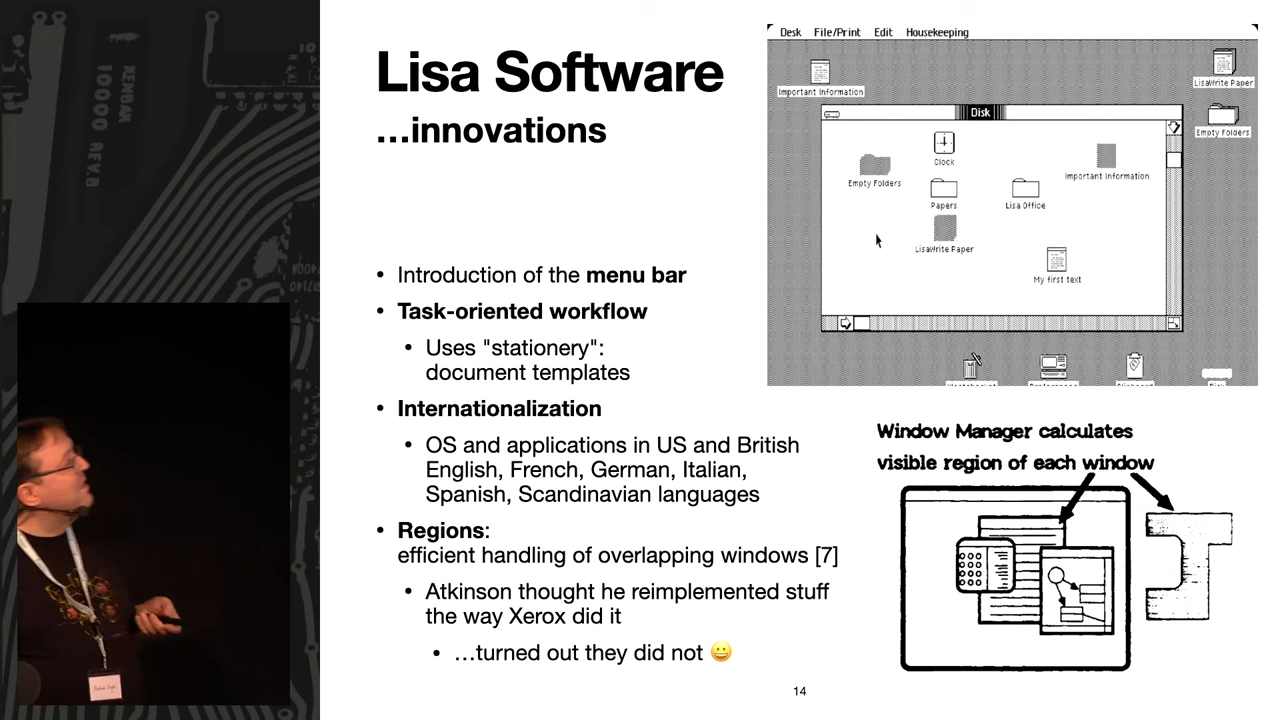 Lisa Software
...innovations
• Introduction of the menu bar
• Task-oriented workflow
• Uses "stationery":
document templates
• Internationalization
• OS and applications in US and British
English, French, German, Italian,
Spanish, Scandinavian languages
• Regions:
efficient handling of overlapping windows [7]
• Atkinson thought he reimplemented stuff
the way Xerox did it
• ...turned out they did not 😀
Desk File/Print Edit Housekeeping
Important Information
LisaWrite Paper
Empty Folders
Disk
Clock
Empty Folders
Important Information
Papers
Lisa Office
LisaWrite Paper
My first text
Window Manager calculates
visible region of each window
14
10000 REV.B